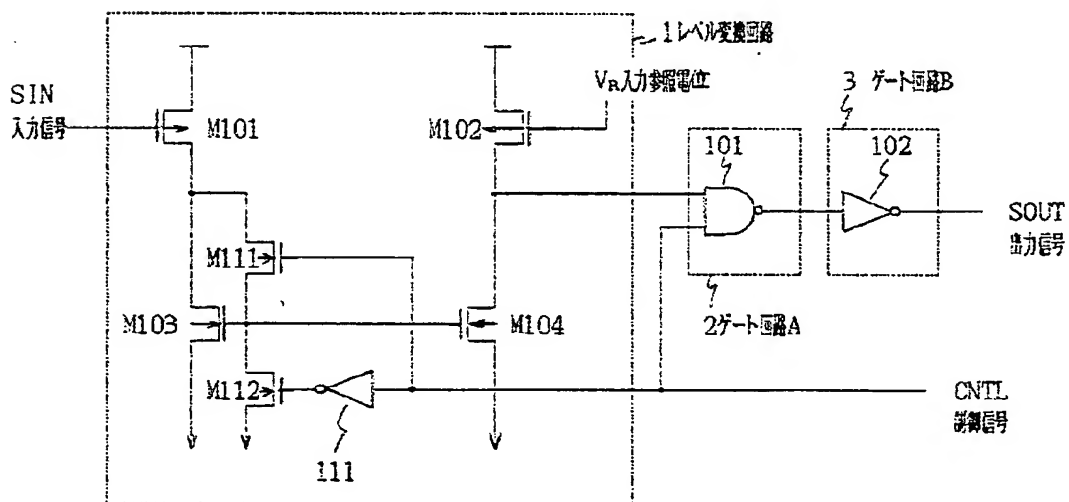 1レベル変換回路
SIN
入力信号
M101
VR入力参照電位
M102
3 ゲート回路B
101
102
SOUT
出力信号
M111
M103
M104
2ゲート回路A
M112
111
CNTL
制御信号